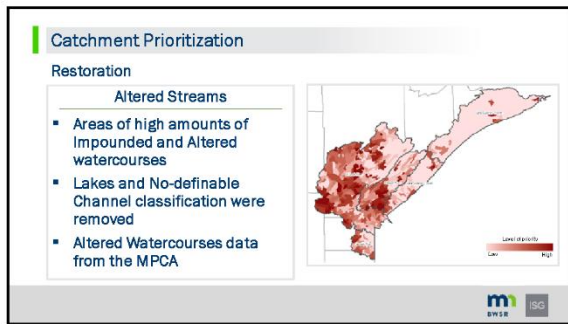 Catchment Prioritization
Restoration
Altered Streams
▪ Areas of high amounts of
Impounded and Altered
watercourses
▪ Lakes and No-definable
Channel classification were
removed
▪ Altered Watercourses data
from the MPCA
Level of priority
Low
High
BWSR
ISG